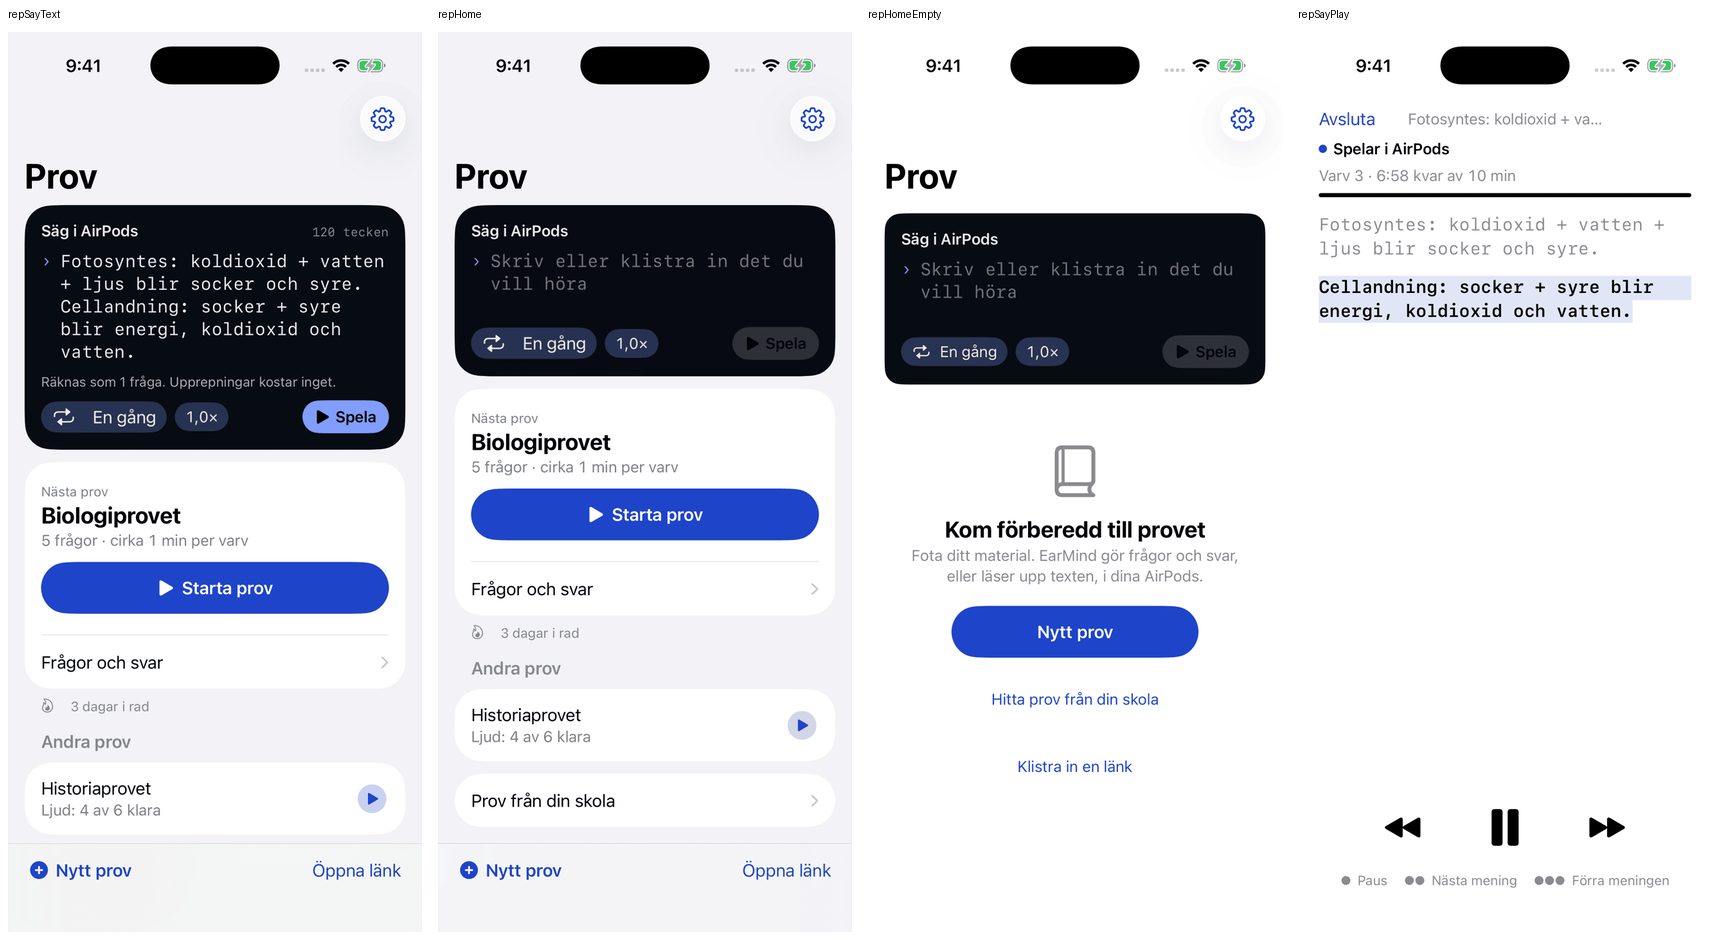 repSayText
9:41
Prov
Säg i AirPods
120 tecken
› Fotosyntes: koldioxid + vatten
+ ljus blir socker och syre.
Cellandning: socker + syre
blir energi, koldioxid och
vatten.
Räknas som 1 fråga. Upprepningar kostar inget.
En gång
1,0×
Spela
Nästa prov
Biologiprovet
5 frågor · cirka 1 min per varv
Starta prov
Frågor och svar
3 dagar i rad
Andra prov
Historiaprovet
Ljud: 4 av 6 klara
Nytt prov
Öppna länk
repHome
9:41
Prov
Säg i AirPods
› Skriv eller klistra in det du
vill höra
En gång
1,0×
Spela
Nästa prov
Biologiprovet
5 frågor · cirka 1 min per varv
Starta prov
Frågor och svar
3 dagar i rad
Andra prov
Historiaprovet
Ljud: 4 av 6 klara
Prov från din skola
Nytt prov
Öppna länk
repHomeEmpty
9:41
Prov
Säg i AirPods
› Skriv eller klistra in det du
vill höra
En gång
1,0×
Spela
Kom förberedd till provet
Fota ditt material. EarMind gör frågor och svar,
eller läser upp texten, i dina AirPods.
Nytt prov
Hitta prov från din skola
Klistra in en länk
repSayPlay
9:41
Avsluta
Fotosyntes: koldioxid + va...
Spelar i AirPods
Varv 3 · 6:58 kvar av 10 min
Fotosyntes: koldioxid + vatten +
ljus blir socker och syre.
Cellandning: socker + syre blir
energi, koldioxid och vatten.
Paus
Nästa mening
Förra meningen